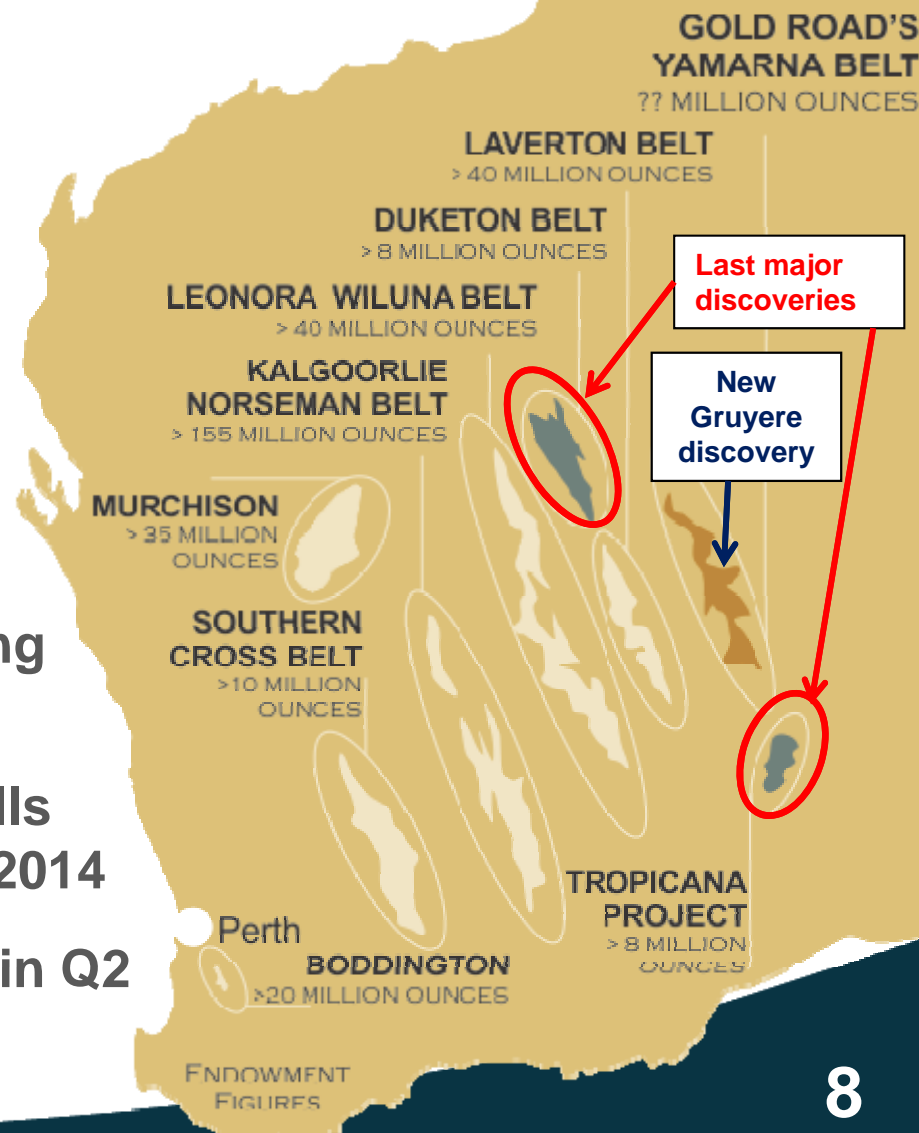 GOLD ROAD'S
YAMARNA BELT
?? MILLION OUNCES
LAVERTON BELT
> 40 MILLION OUNCES
DUKETON BELT
> 8 MILLION OUNCES
Last major
discoveries
LEONORA WILUNA BELT
> 40 MILLION OUNCES
KALGOORLIE
NORSEMAN BELT
> 155 MILLION OUNCES
New
Gruyere
discovery
MURCHISON
> 35 MILLION
OUNCES
SOUTHERN
CROSS BELT
>10 MILLION
OUNCES
2014
TROPICANA
PROJECT
> 8 MILLION
OUNCES
Perth
in Q2
BODDINGTON
>20 MILLION OUNCES
ENDOWMENT
FIGURES
8